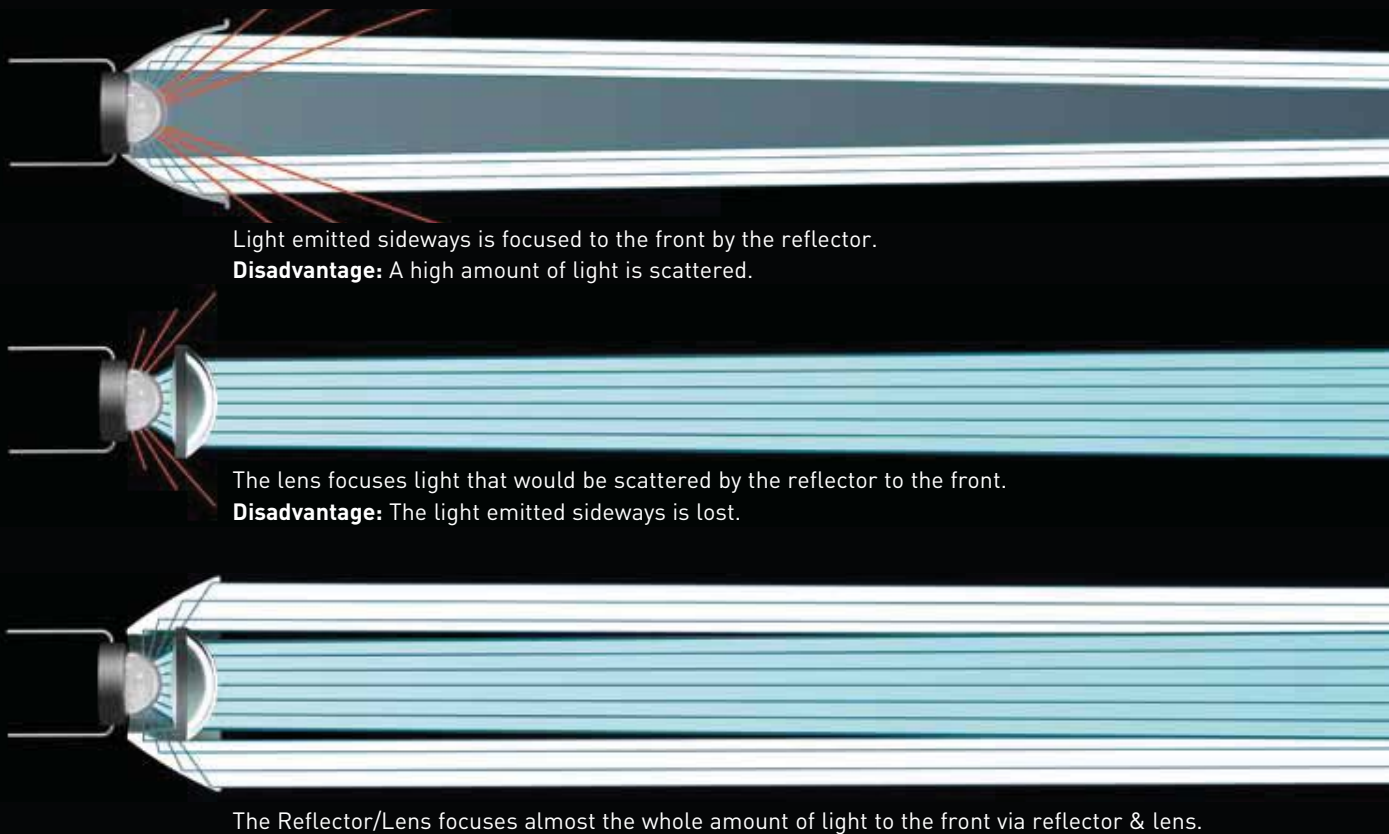 Light emitted sideways is focused to the front by the reflector.
Disadvantage: A high amount of light is scattered.
The lens focuses light that would be scattered by the reflector to the front.
Disadvantage: The light emitted sideways is lost.
The Reflector/Lens focuses almost the whole amount of light to the front via reflector & lens.